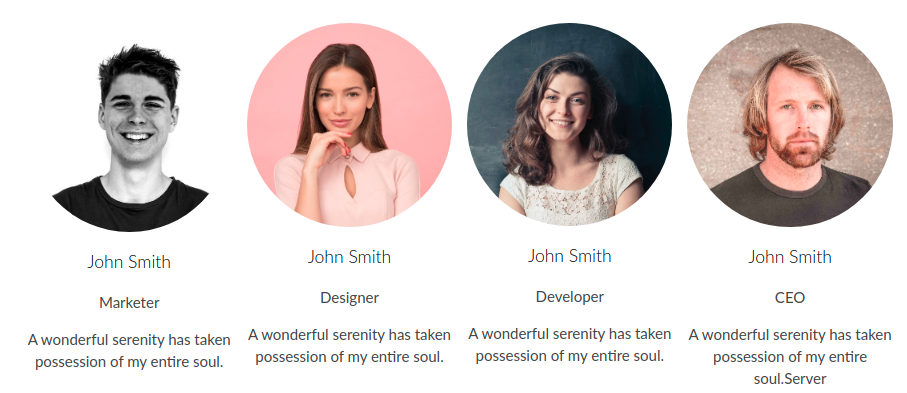 John Smith
Marketer
A wonderful serenity has taken
possession of my entire soul.
John Smith
Designer
A wonderful serenity has taken
possession of my entire soul.
John Smith
Developer
A wonderful serenity has taken
possession of my entire soul.
John Smith
CEO
A wonderful serenity has taken
possession of my entire
soul.Server